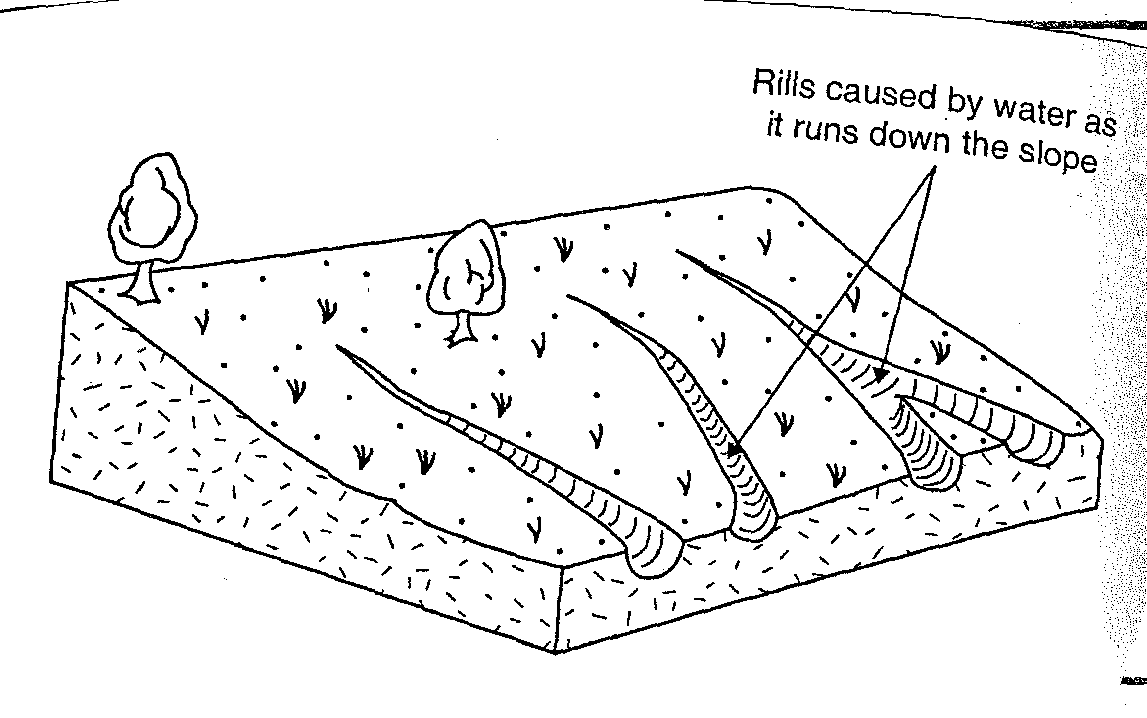 Rills caused by water as
it runs down the slope